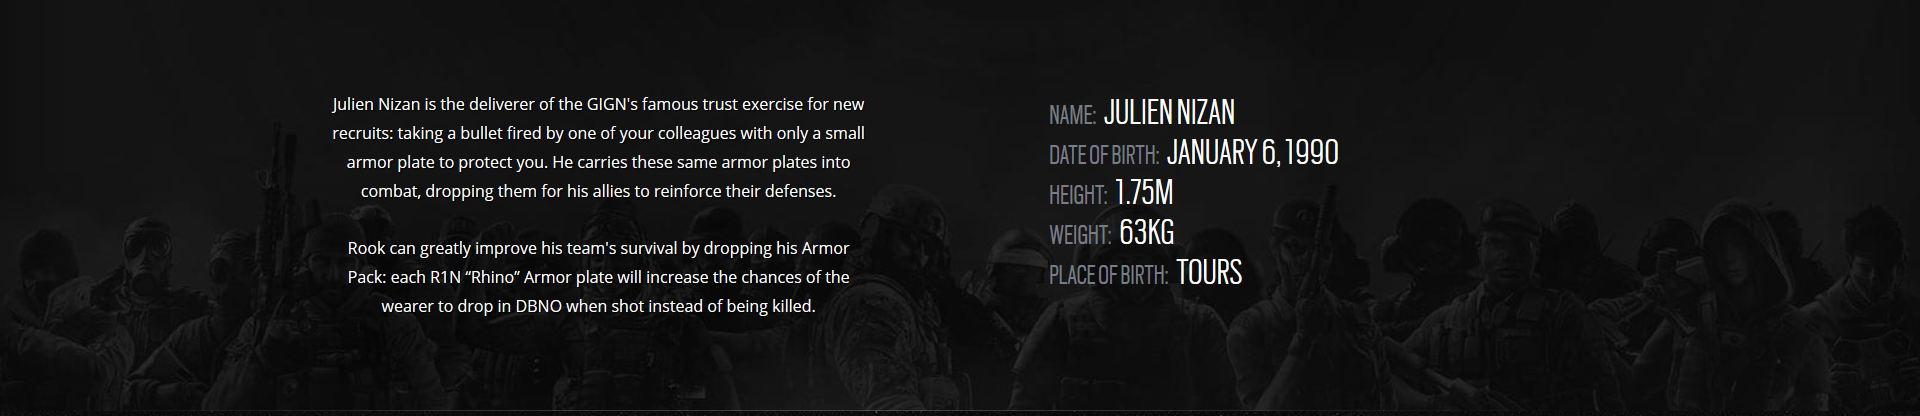 Julien Nizan is the deliverer of the GIGN's famous trust exercise for new
recruits: taking a bullet fired by one of your colleagues with only a small
armor plate to protect you. He carries these same armor plates into
combat, dropping them for his allies to reinforce their defenses.
Rook can greatly improve his team's survival by dropping his Armor
Pack: each R1N “Rhino” Armor plate will increase the chances of the
wearer to drop in DBNO when shot instead of being killed.
NAME: JULIEN NIZAN
DATE OF BIRTH: JANUARY 6, 1990
HEIGHT: 1.75M
WEIGHT: 63KG
PLACE OF BIRTH: TOURS